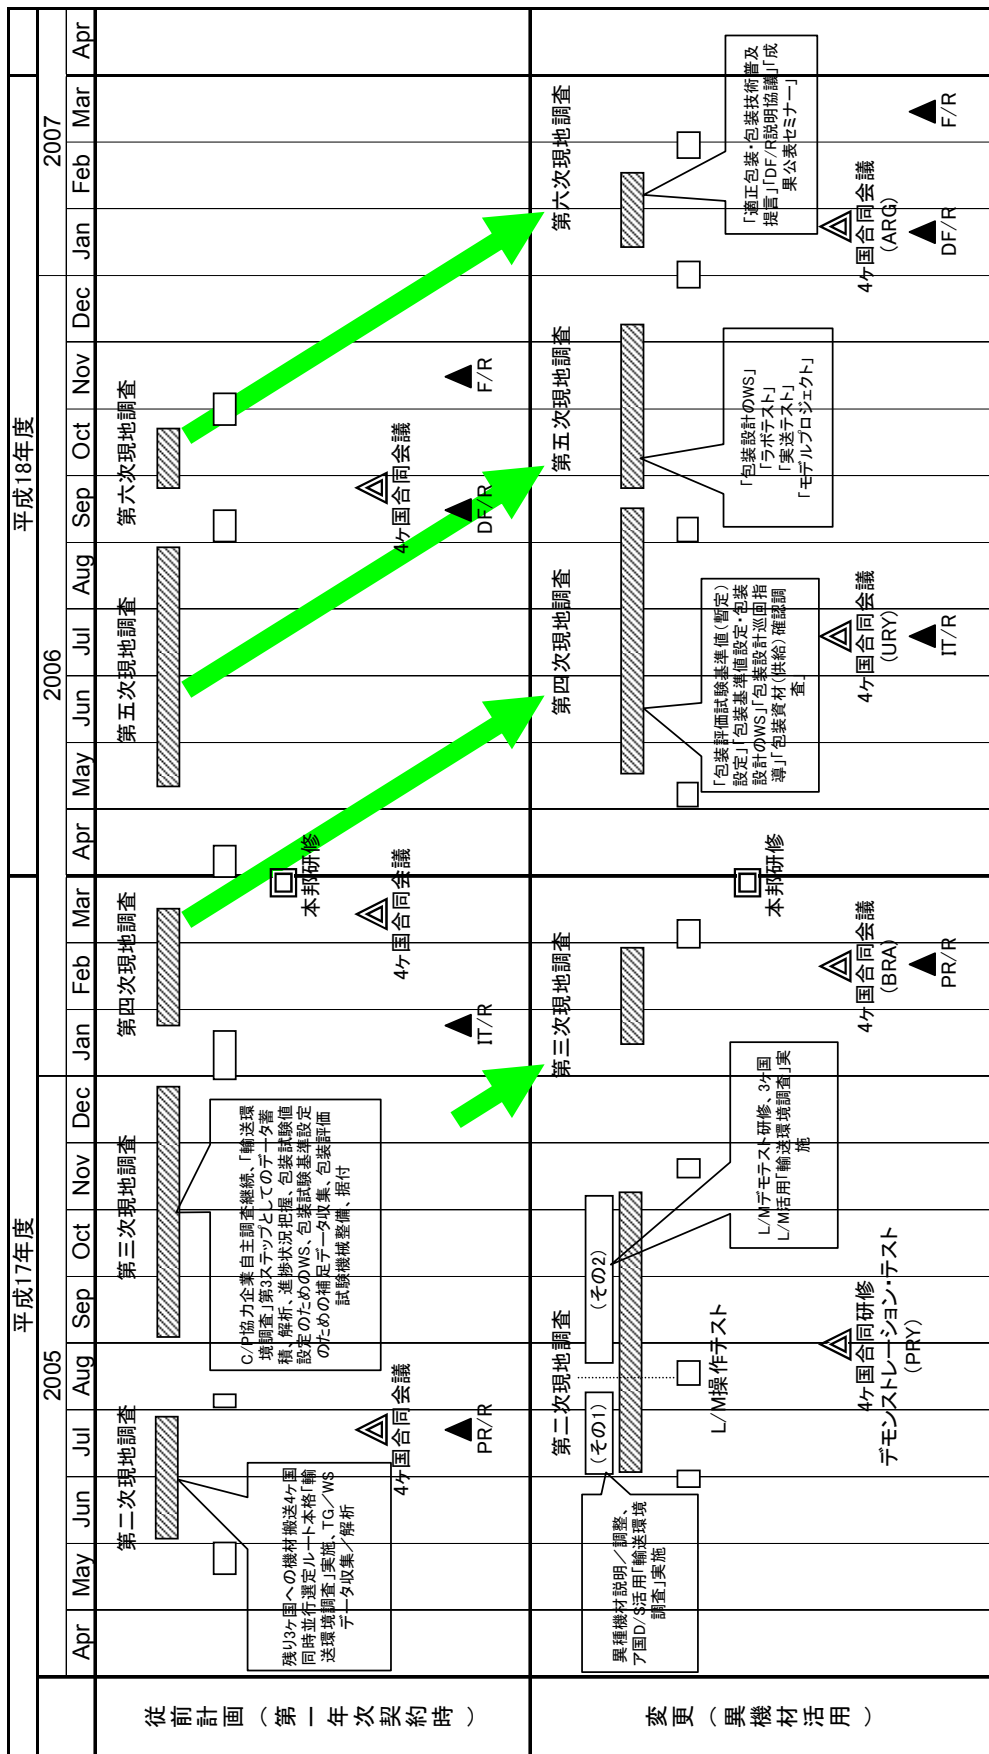 平成17年度
平成18年度
2005
2006
2007
Apr
May
Jun
Jul
Aug
Sep
Oct
Nov
Dec
Jan
Feb
Mar
Apr
May
Jun
Jul
Aug
Sep
Oct
Nov
Dec
Jan
Feb
Mar
Apr
従前計画（第一年次契約時）
第二次現地調査
第三次現地調査
第四次現地調査
第五次現地調査
第六次現地調査
残り3ヶ国への機材搬送4ヶ国
同時並行選定ルート本格「輸
送環境調査」実施、TG／WS
データ収集／解析
C/P協力企業自主調査継続、「輸送環
境調査」第3ステップとしてのデータ蓄
積、解析、進捗状況把握、包装試験値
設定のためのWS、包装試験基準設定
のための補足データ収集、包装評価
試験機械整備、据付
本邦研修
4ヶ国合同会議
4ヶ国合同会議
4ヶ国合同会議
PR/R
IT/R
DF/R
F/R
変更（異機材活用）
第二次現地調査
第三次現地調査
第四次現地調査
第五次現地調査
第六次現地調査
（その1）
（その2）
異種機材説明／調整、
ア国D/S活用「輸送環境
調査」実施
L/M操作テスト
L/Mデモテスト研修、3ヶ国
L/M活用「輸送環境調査」実
施
本邦研修
「包装評価試験基準値（暫定）
設定」「包装基準値設定・包装
設計のWS」「包装設計巡回指
導」「包装資材（供給）確認調
査」
「包装設計のWS」
「ラボテスト」
「実送テスト」
「モデルプロジェクト」
「適正包装・包装技術普及
提言」「DF/R説明協議」「成
果公表セミナー」
4ヶ国合同研修
デモンストレーション・テスト
（PRY）
4ヶ国合同会議
（BRA）
4ヶ国合同会議
（URY）
4ヶ国合同会議
（ARG）
PR/R
IT/R
DF/R
F/R